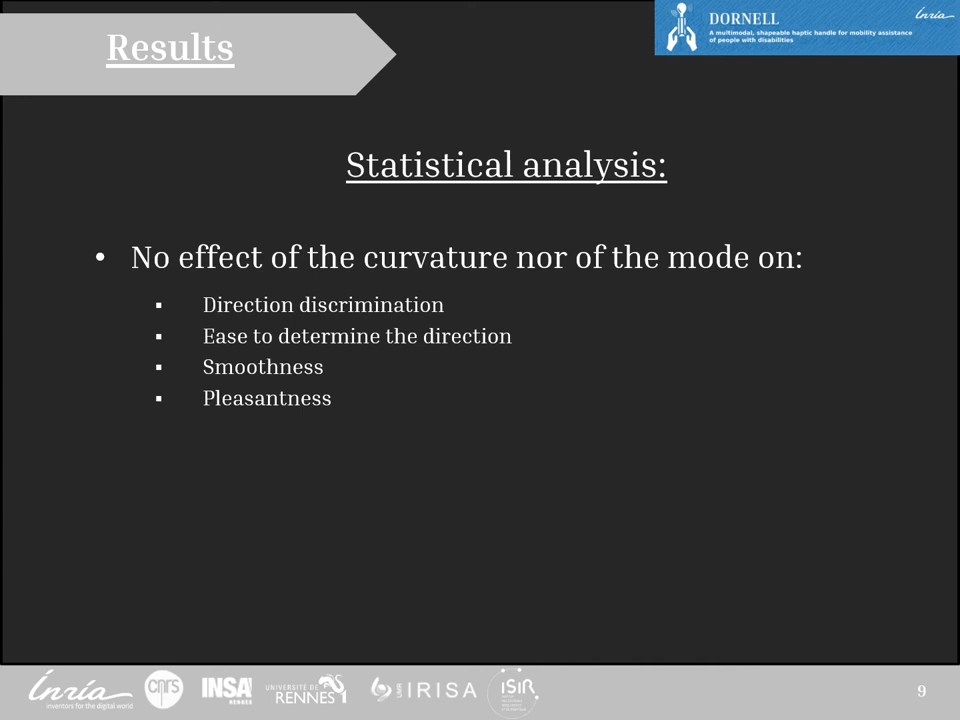 Results
DORNELL
A multimodal, shapeable haptic handle for mobility assistance
of people with disabilities
Inria
Statistical analysis:
• No effect of the curvature nor of the mode on:
▪ Direction discrimination
▪ Ease to determine the direction
▪ Smoothness
▪ Pleasantness
Inria
inventors for the digital world
cnrs
INSA
RENNES
UNIVERSITÉ DE
RENNES
IRISA
ISIR
9